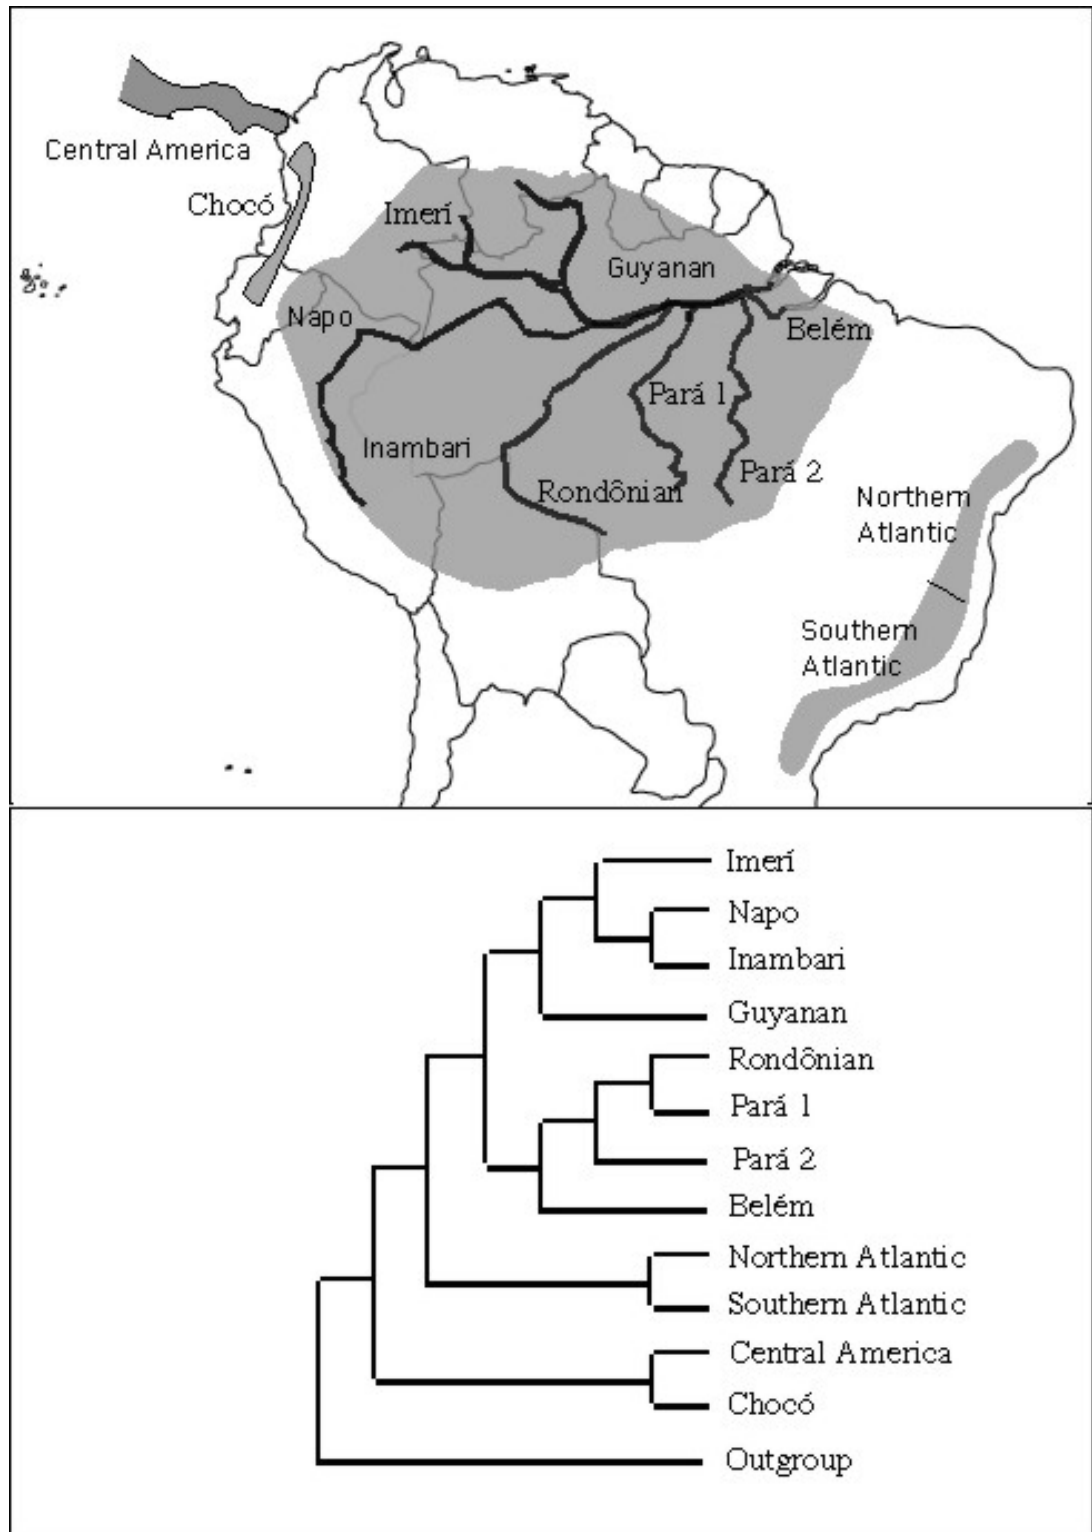 Central America
Chocó
Imerí
Guyanan
Napo
Belém
Pará 1
Inambari
Rondônian
Pará 2
Northern
Atlantic
Southern
Atlantic
Imerí
Napo
Inambari
Guyanan
Rondônian
Pará 1
Pará 2
Belém
Northern Atlantic
Southern Atlantic
Central America
Chocó
Outgroup